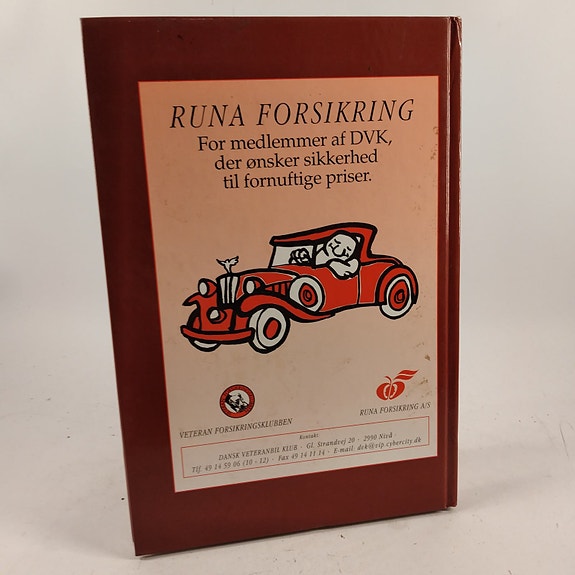 RUNA FORSIKRING
For medlemmer af DVK,
der ønsker sikkerhed
til fornuftige priser.
VETERAN FORSIKRINGSKLUBBEN
RUNA FORSIKRING A/S
Kontakt
DANSK VETERANBIL KLUB · Gl. Strandvej 20 · 2990 Nivå ·
Tlf. 49 14 59 06 (10 - 12) · Fax 49 14 11 14 · E-mail: dvk@vip.cybercity.dk